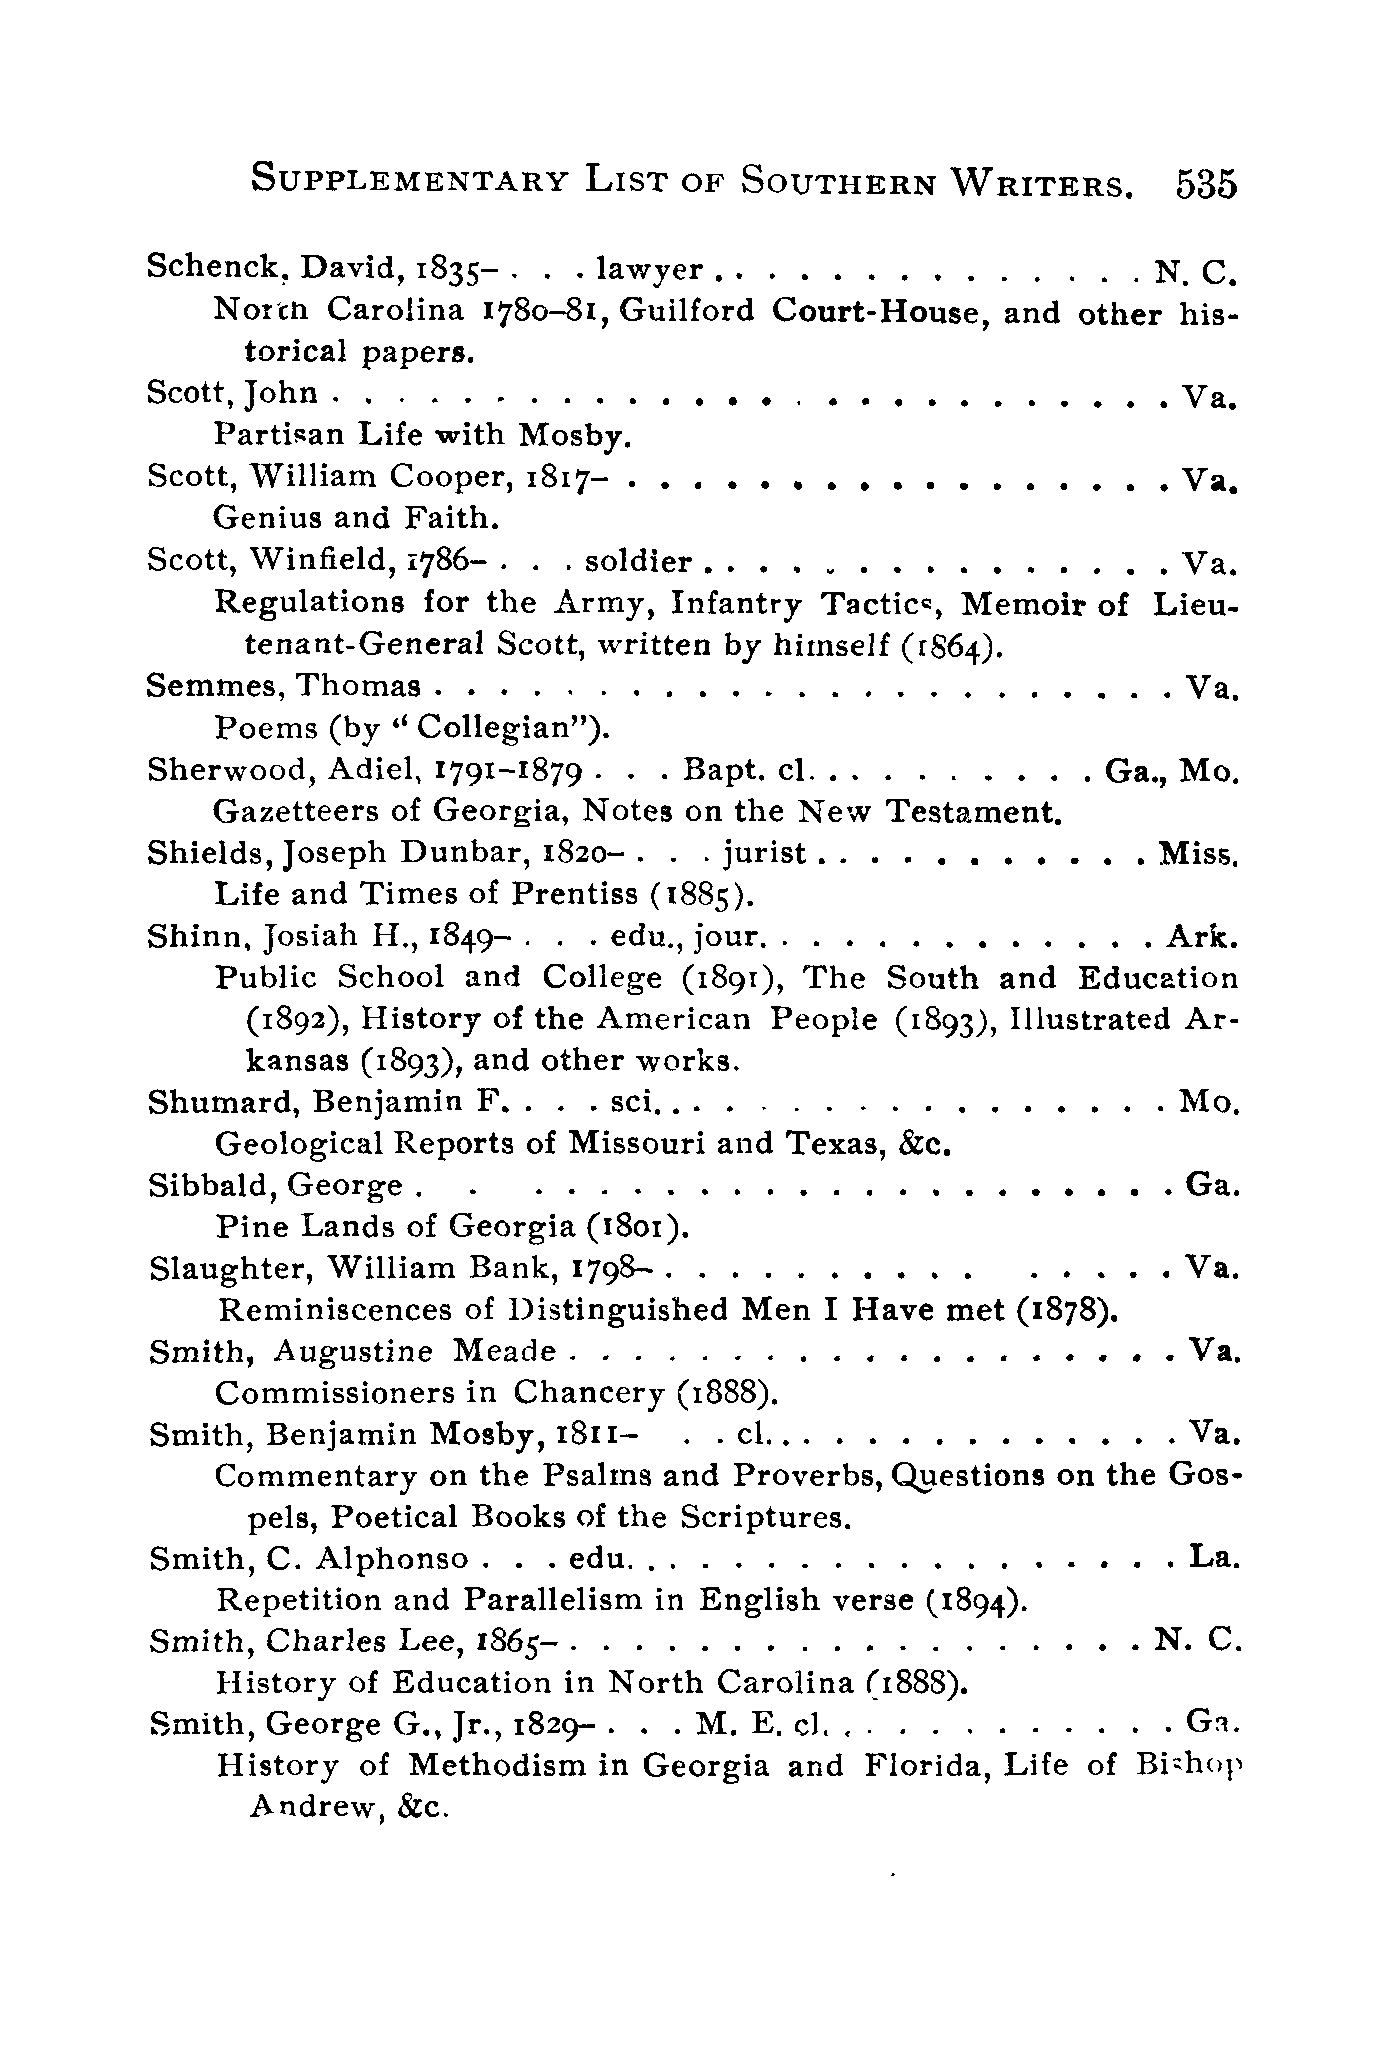 SUPPLEMENTARY LIST OF SOUTHERN WRITERS. 535
Schenck, David, 1835– . . . lawyer . . . . . . . . . . . . . . N. C.
North Carolina 1780–81, Guilford Court-House, and other his-
torical papers.
Scott, John . . . . . . . . . . . . . . . . . . . . . . . . . . Va.
Partisan Life with Mosby.
Scott, William Cooper, 1817– . . . . . . . . . . . . . . . . . Va.
Genius and Faith.
Scott, Winfield, 1786– . . . soldier . . . . . . . . . . . . . . . Va.
Regulations for the Army, Infantry Tactics, Memoir of Lieu-
tenant-General Scott, written by himself (1864).
Semmes, Thomas . . . . . . . . . . . . . . . . . . . . . . . Va.
Poems (by “Collegian”).
Sherwood, Adiel, 1791–1879 . . . Bapt. cl. . . . . . . . . . . Ga., Mo.
Gazetteers of Georgia, Notes on the New Testament.
Shields, Joseph Dunbar, 1820– . . . jurist . . . . . . . . . . . Miss.
Life and Times of Prentiss (1885).
Shinn, Josiah H., 1849– . . . edu., jour. . . . . . . . . . . . . Ark.
Public School and College (1891), The South and Education
(1892), History of the American People (1893), Illustrated Ar-
kansas (1893), and other works.
Shumard, Benjamin F. . . . sci. . . . . . . . . . . . . . . . . Mo.
Geological Reports of Missouri and Texas, &c.
Sibbald, George . . . . . . . . . . . . . . . . . . . . . . Ga.
Pine Lands of Georgia (1801).
Slaughter, William Bank, 1798– . . . . . . . . . . . . . . . Va.
Reminiscences of Distinguished Men I Have met (1878).
Smith, Augustine Meade . . . . . . . . . . . . . . . . . . . Va.
Commissioners in Chancery (1888).
Smith, Benjamin Mosby, 1811– . . cl. . . . . . . . . . . . . . Va.
Commentary on the Psalms and Proverbs, Questions on the Gos-
pels, Poetical Books of the Scriptures.
Smith, C. Alphonso . . . edu. . . . . . . . . . . . . . . . . . La.
Repetition and Parallelism in English verse (1894).
Smith, Charles Lee, 1865– . . . . . . . . . . . . . . . . . . N. C.
History of Education in North Carolina (1888).
Smith, George G., Jr., 1829– . . . M. E. cl. . . . . . . . . . . . Ga.
History of Methodism in Georgia and Florida, Life of Bishop
Andrew, &c.